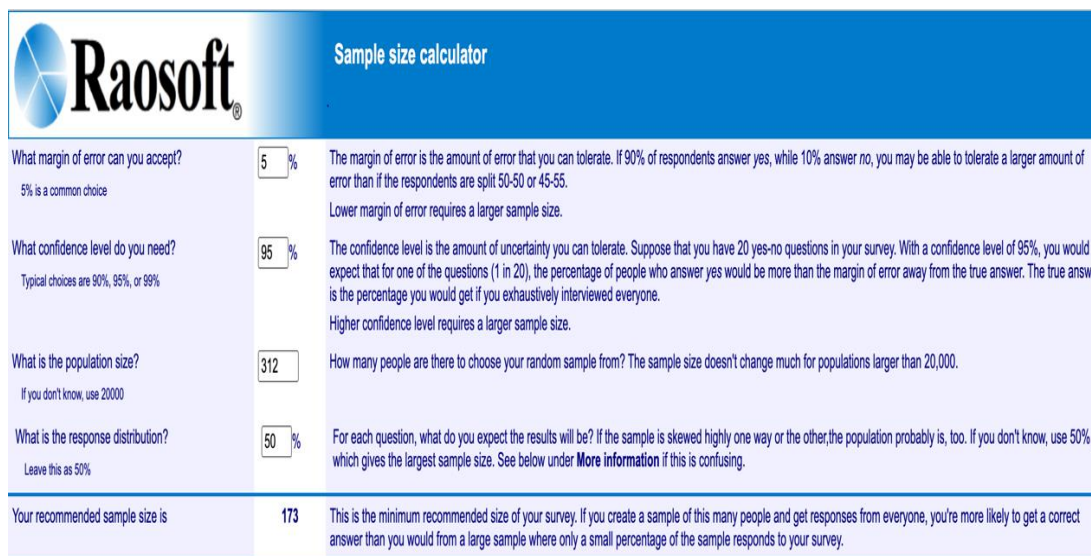 Raosoft®
Sample size calculator
.
What margin of error can you accept?
5% is a common choice
5 %
The margin of error is the amount of error that you can tolerate. If 90% of respondents answer yes, while 10% answer no, you may be able to tolerate a larger amount of
error than if the respondents are split 50-50 or 45-55.
Lower margin of error requires a larger sample size.
What confidence level do you need?
Typical choices are 90%, 95%, or 99%
95 %
The confidence level is the amount of uncertainty you can tolerate. Suppose that you have 20 yes-no questions in your survey. With a confidence level of 95%, you would
expect that for one of the questions (1 in 20), the percentage of people who answer yes would be more than the margin of error away from the true answer. The true answ
is the percentage you would get if you exhaustively interviewed everyone.
Higher confidence level requires a larger sample size.
What is the population size?
If you don't know, use 20000
312
How many people are there to choose your random sample from? The sample size doesn't change much for populations larger than 20,000.
What is the response distribution?
Leave this as 50%
50 %
For each question, what do you expect the results will be? If the sample is skewed highly one way or the other,the population probably is, too. If you don't know, use 50%
which gives the largest sample size. See below under More information if this is confusing.
Your recommended sample size is
173
This is the minimum recommended size of your survey. If you create a sample of this many people and get responses from everyone, you're more likely to get a correct
answer than you would from a large sample where only a small percentage of the sample responds to your survey.